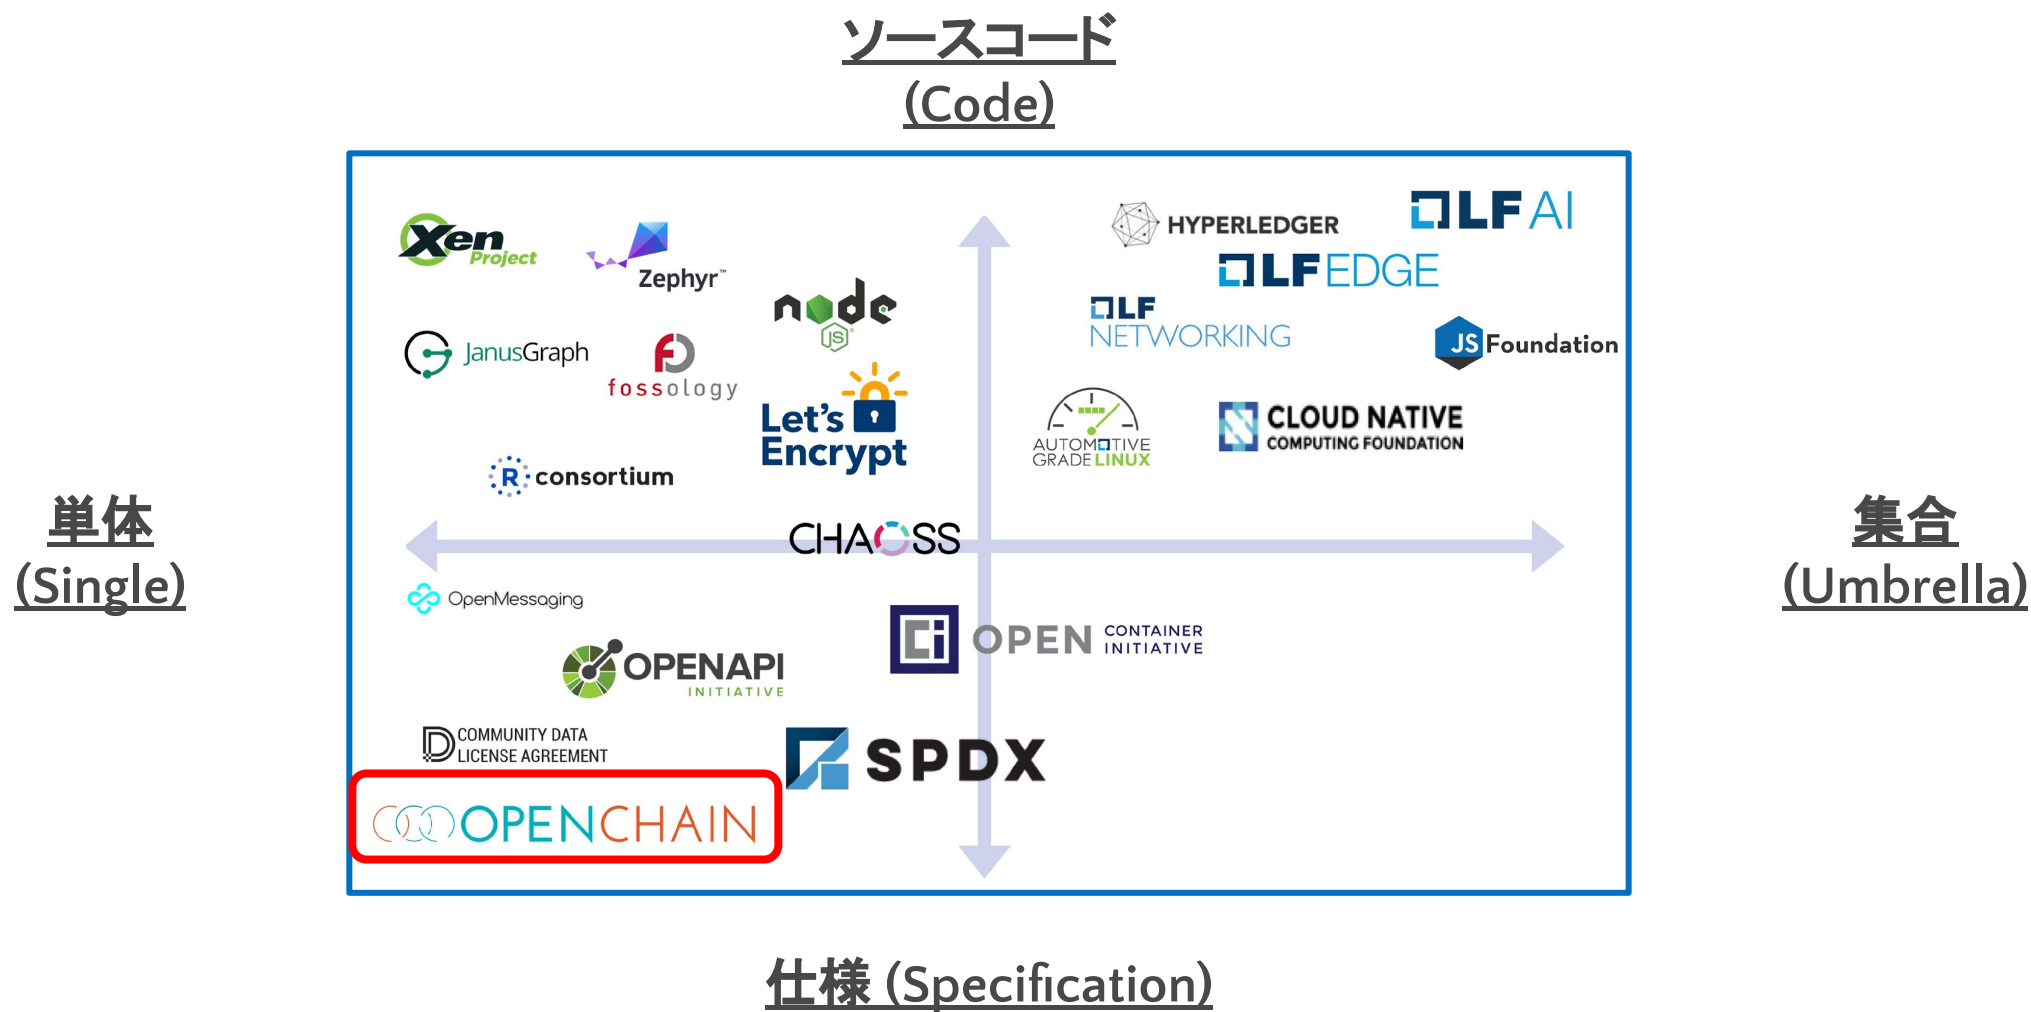 ソースコード
(Code)
Xen
Project
Zephyr™
node
JS
HYPERLEDGER
LF AI
LF EDGE
LF
NETWORKING
JS Foundation
JanusGraph
fossology
Let's
Encrypt
AUTOMOTIVE
GRADE LINUX
CLOUD NATIVE
COMPUTING FOUNDATION
R consortium
単体
(Single)
集合
(Umbrella)
CHAOSS
OpenMessaging
OPENAPI
INITIATIVE
Ci OPEN CONTAINER
INITIATIVE
COMMUNITY DATA
LICENSE AGREEMENT
SPDX
OPENCHAIN
仕様 (Specification)